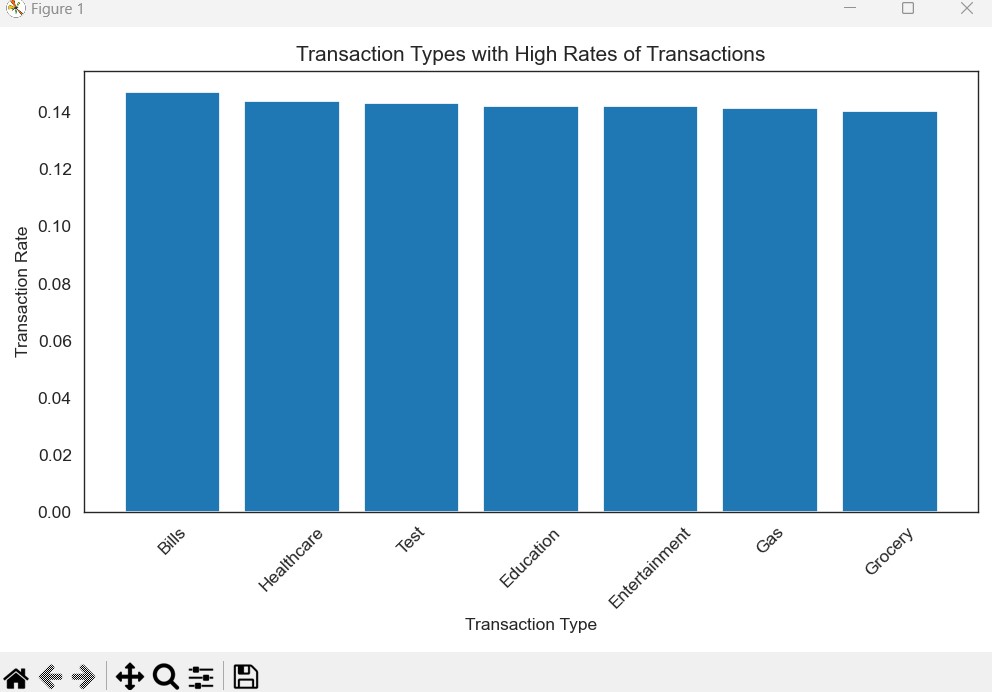 Figure 1
Transaction Types with High Rates of Transactions
0.14
0.12
0.10
0.08
0.06
0.04
0.02
0.00
Transaction Rate
Bills
Healthcare
Test
Education
Entertainment
Gas
Grocery
Transaction Type